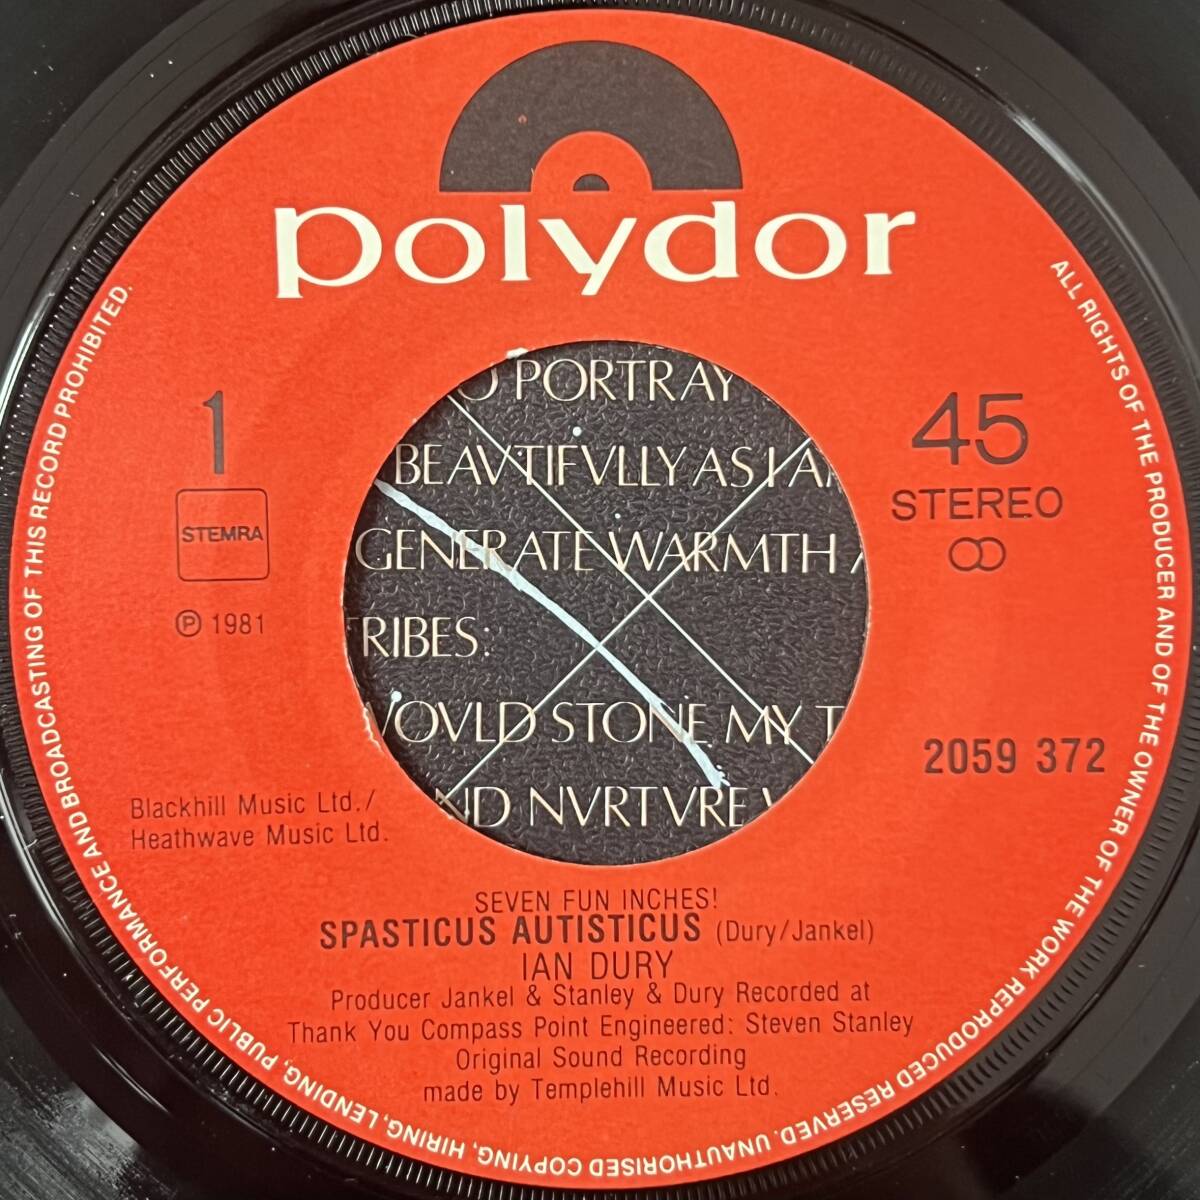 polydor
PORTRAY
BEAVTIFVLLY AS I
GENERATE WARMTH
RIBES:
STONE MY
NVRTVRE
1
STEMRA
℗ 1981
45
STEREO
2059 372
Blackhill Music Ltd./
Heathwave Music Ltd.
SEVEN FUN INCHES!
SPASTICUS AUTISTICUS (Dury/Jankel)
IAN DURY
Producer Jankel & Stanley & Dury Recorded at
Thank You Compass Point Engineered: Steven Stanley
Original Sound Recording
made by Templehill Music Ltd.
ALL RIGHTS OF THE PRODUCER AND OF THE OWNER OF THE WORK REPRODUCED RESERVED. UNAUTHORISED COPYING, HIRING, LENDING, PUBLIC PERFORMANCE AND BROADCASTING OF THIS RECORD PROHIBITED.